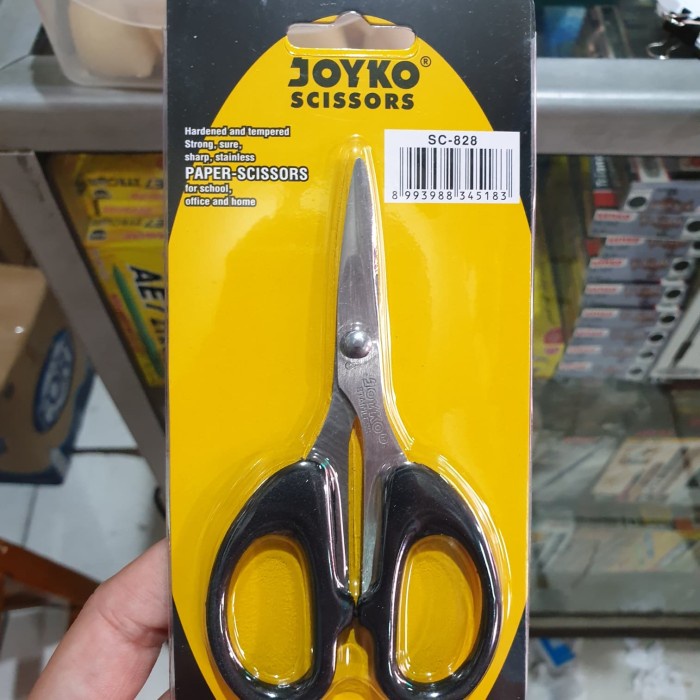 JOYKO®
SCISSORS
Hardened and tempered
Strong, sure,
sharp, stainless
PAPER-SCISSORS
for school,
office and home
SC-828
8 993988 345183
JOYKO